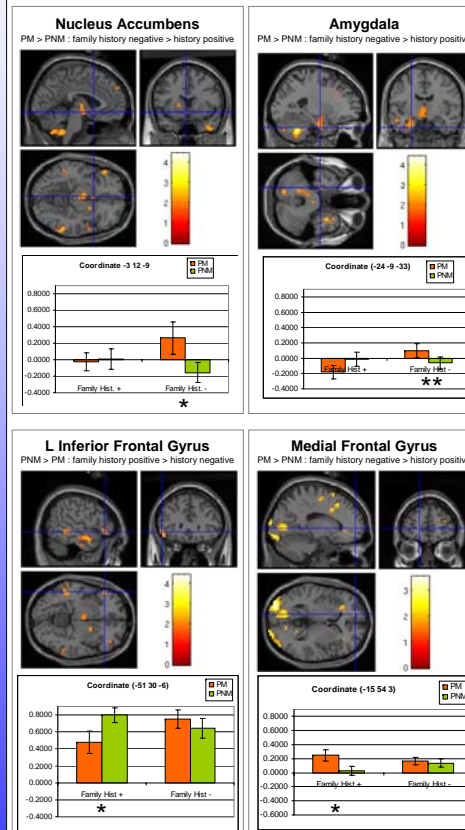 Nucleus Accumbens
PM > PNM : family history negative > history positive
4
3
2
1
0
Coordinate -3 12 -9
PM
PNM
0.8000
0.6000
0.4000
0.2000
0.0000
-0.2000
-0.4000
Family Hist. +
Family Hist. -
*
Amygdala
PM > PNM : family history negative > history positiv
4
3
2
1
0
Coordinate (-24 -9 -33)
PM
PNM
0.8000
0.6000
0.4000
0.2000
0.0000
-0.2000
-0.4000
Family Hist +
Family Hist -
**
L Inferior Frontal Gyrus
PNM > PM : family history positive > history negative
4
3
2
1
0
Coordinate (-51 30 -6)
PM
PNM
0.8000
0.6000
0.4000
0.2000
0.0000
-0.2000
-0.4000
Family Hist +
Family Hist -
*
Medial Frontal Gyrus
PM > PNM : family history negative > history positiv
3
2
1
0
Coordinate (-15 54 3)
PM
PNM
0.8000
0.6000
0.4000
0.2000
0.0000
-0.2000
-0.4000
-0.6000
Family Hist +
Family Hist -
*